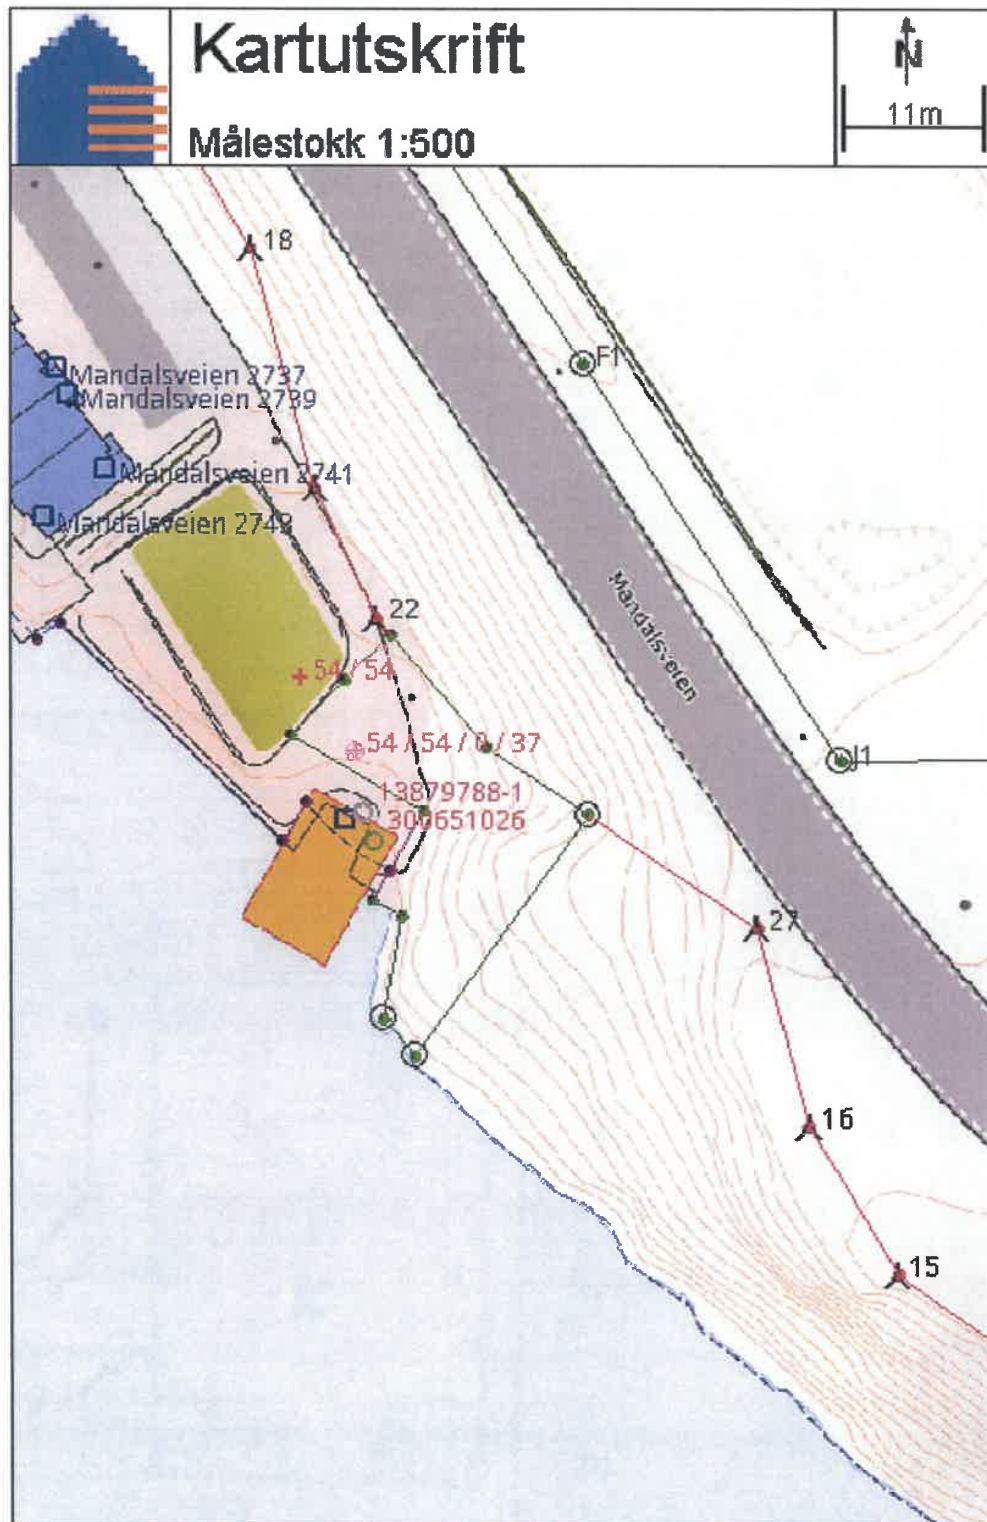 Kartutskrift
Målestokk 1:500
N
11m
18
F1
Mandalsveien 2737
Mandalsveien 2739
Mandalsveien 2741
Mandalsveien 2743
22
Mandalsveien
54 / 54
54 / 54 / 0 / 37
J1
13879788-1
300651026
27
16
15